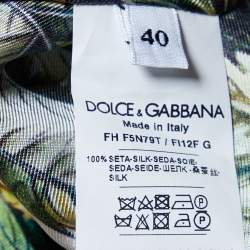 40
DOLCE & GABBANA
Made in Italy
FH F5N79T / FI12F G
100% SETA-SILK-SEDA-SOIE-
SEDA-SEIDE-ШЕЛК - 桑蚕丝 -
SILK